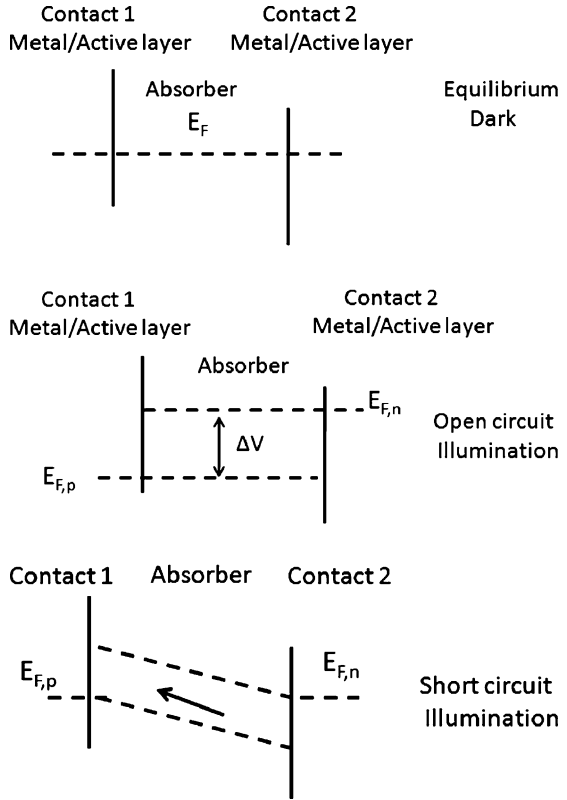 Contact 1
Metal/Active layer
Contact 2
Metal/Active layer
Absorber
E_F
Equilibrium
Dark
Contact 1
Metal/Active layer
Contact 2
Metal/Active layer
Absorber
E_F,n
ΔV
E_F,p
Open circuit
Illumination
Contact 1
Absorber
Contact 2
E_F,p
E_F,n
Short circuit
Illumination